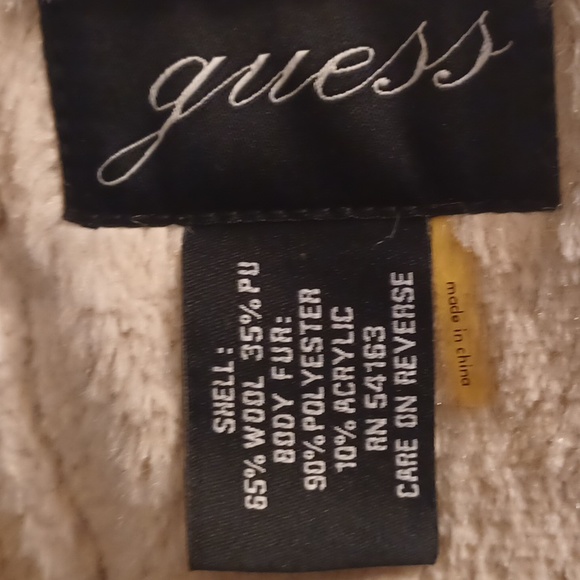 guess
SHELL:
65% WOOL 35% PU
BODY FUR:
90% POLYESTER
10% ACRYLIC
RN 54163
CARE ON REVERSE
made in china